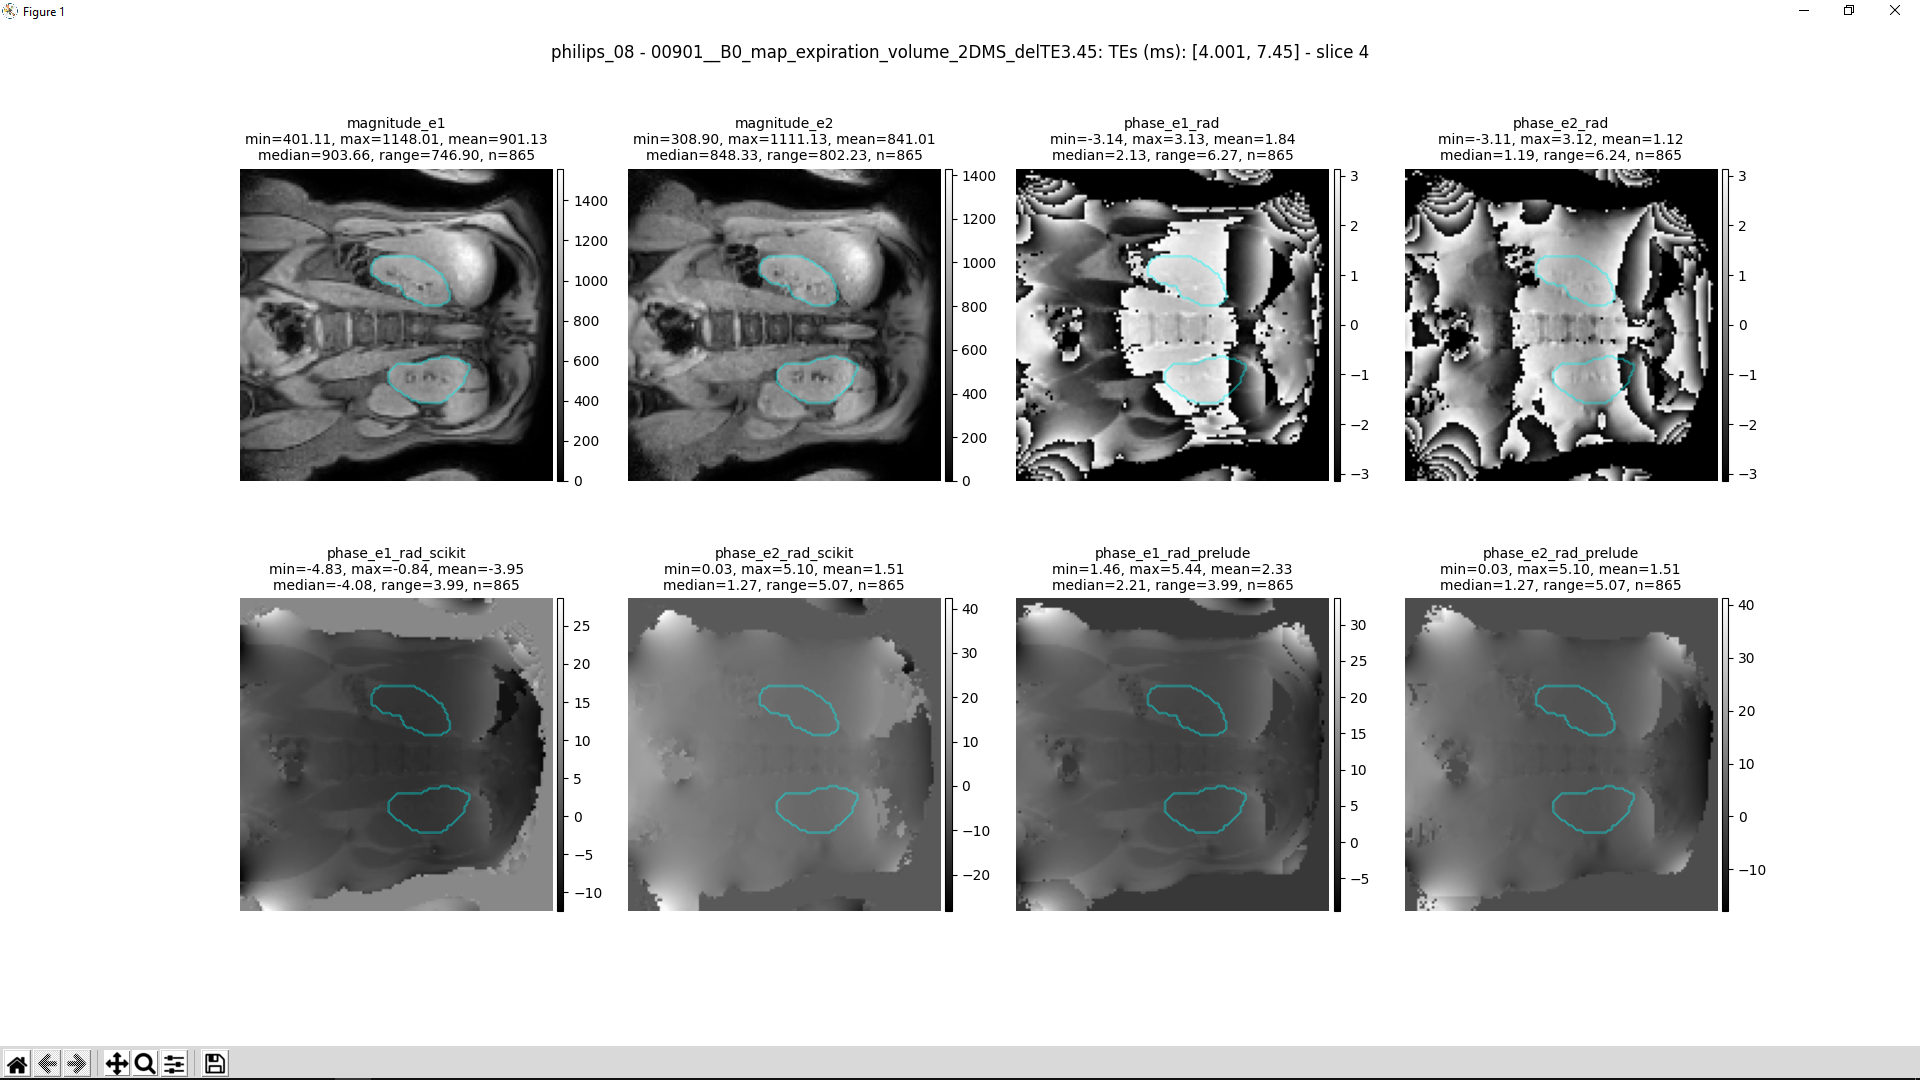 Figure 1
philips_08 - 00901__B0_map_expiration_volume_2DMS_delTE3.45: TEs (ms): [4.001, 7.45] - slice 4
magnitude_e1
min=401.11, max=1148.01, mean=901.13
median=903.66, range=746.90, n=865
1400
1200
1000
800
600
400
200
0
magnitude_e2
min=308.90, max=1111.13, mean=841.01
median=848.33, range=802.23, n=865
1400
1200
1000
800
600
400
200
0
phase_e1_rad
min=-3.14, max=3.13, mean=1.84
median=2.13, range=6.27, n=865
3
2
1
0
−1
−2
−3
phase_e2_rad
min=-3.11, max=3.12, mean=1.12
median=1.19, range=6.24, n=865
3
2
1
0
−1
−2
−3
phase_e1_rad_scikit
min=-4.83, max=-0.84, mean=-3.95
median=-4.08, range=3.99, n=865
25
20
15
10
5
0
−5
−10
phase_e2_rad_scikit
min=0.03, max=5.10, mean=1.51
median=1.27, range=5.07, n=865
40
30
20
10
0
−10
−20
phase_e1_rad_prelude
min=1.46, max=5.44, mean=2.33
median=2.21, range=3.99, n=865
30
25
20
15
10
5
0
−5
phase_e2_rad_prelude
min=0.03, max=5.10, mean=1.51
median=1.27, range=5.07, n=865
40
30
20
10
0
−10